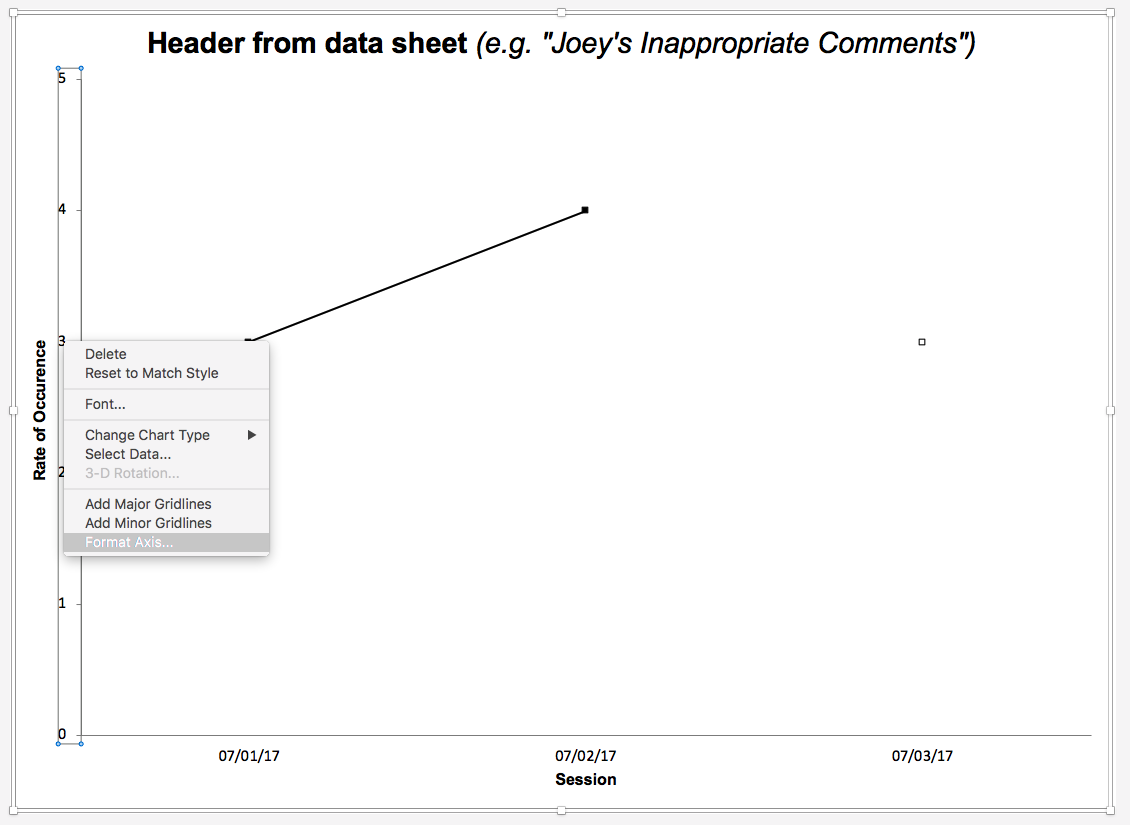 Header from data sheet (e.g. "Joey's Inappropriate Comments")
5
4
3
2
1
0
Rate of Occurence
Delete
Reset to Match Style
Font...
Change Chart Type
Select Data...
3-D Rotation...
Add Major Gridlines
Add Minor Gridlines
Format Axis...
07/01/17 07/02/17 07/03/17
Session